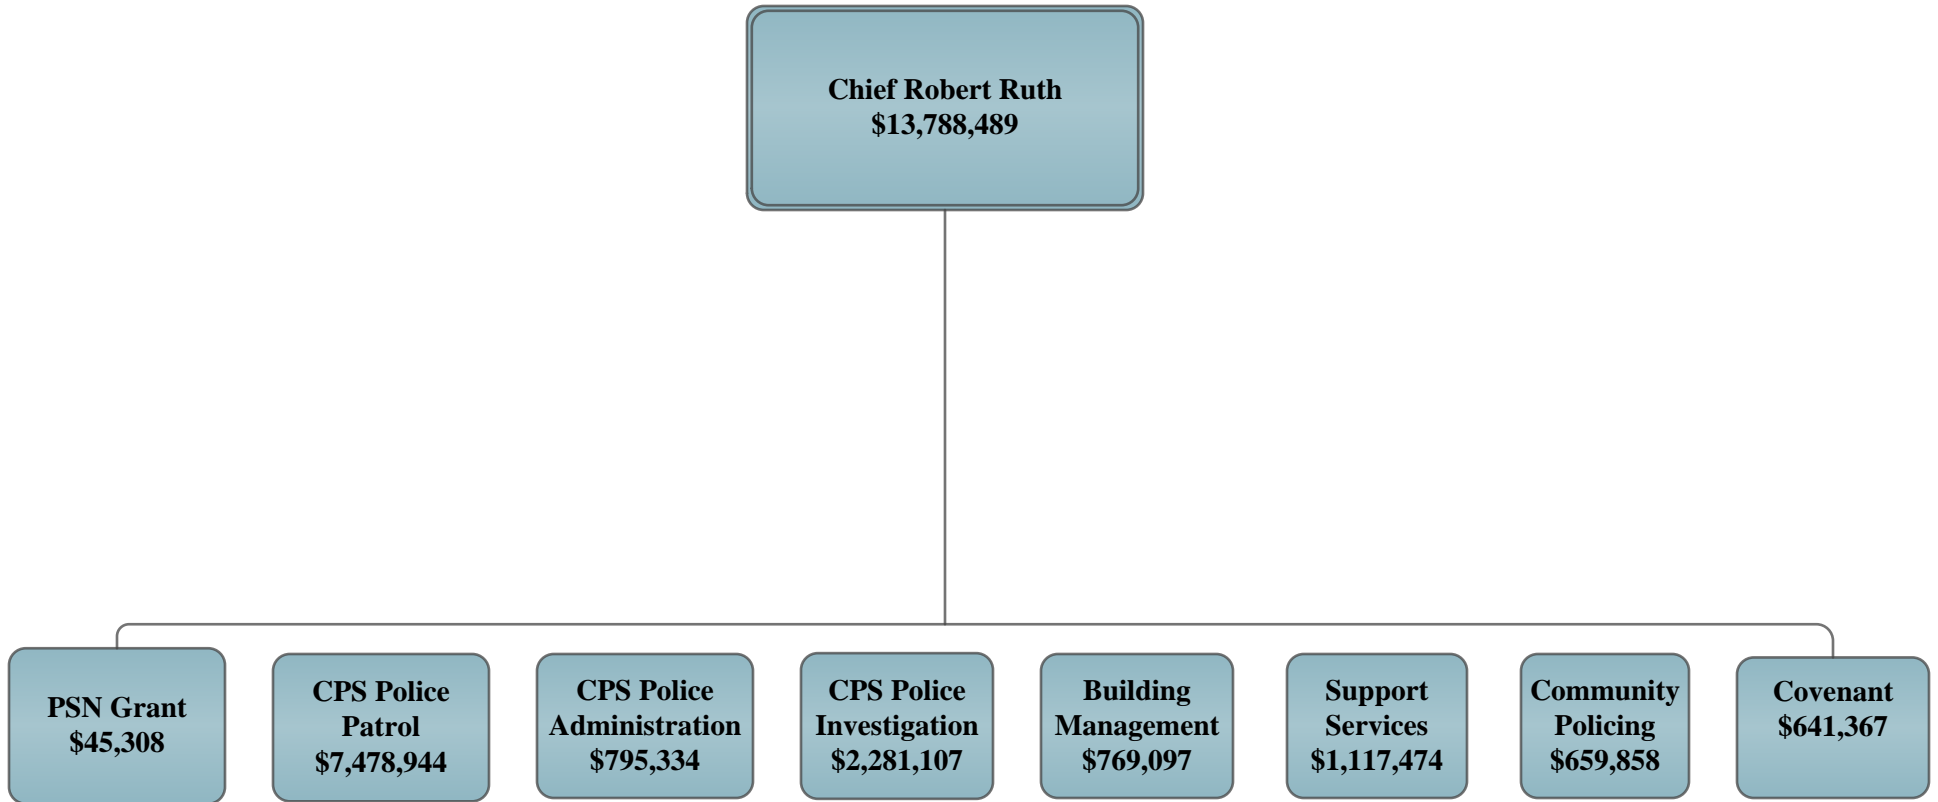 Chief Robert Ruth
$13,788,489
PSN Grant
$45,308
CPS Police
Patrol
$7,478,944
CPS Police
Administration
$795,334
CPS Police
Investigation
$2,281,107
Building
Management
$769,097
Support
Services
$1,117,474
Community
Policing
$659,858
Covenant
$641,367